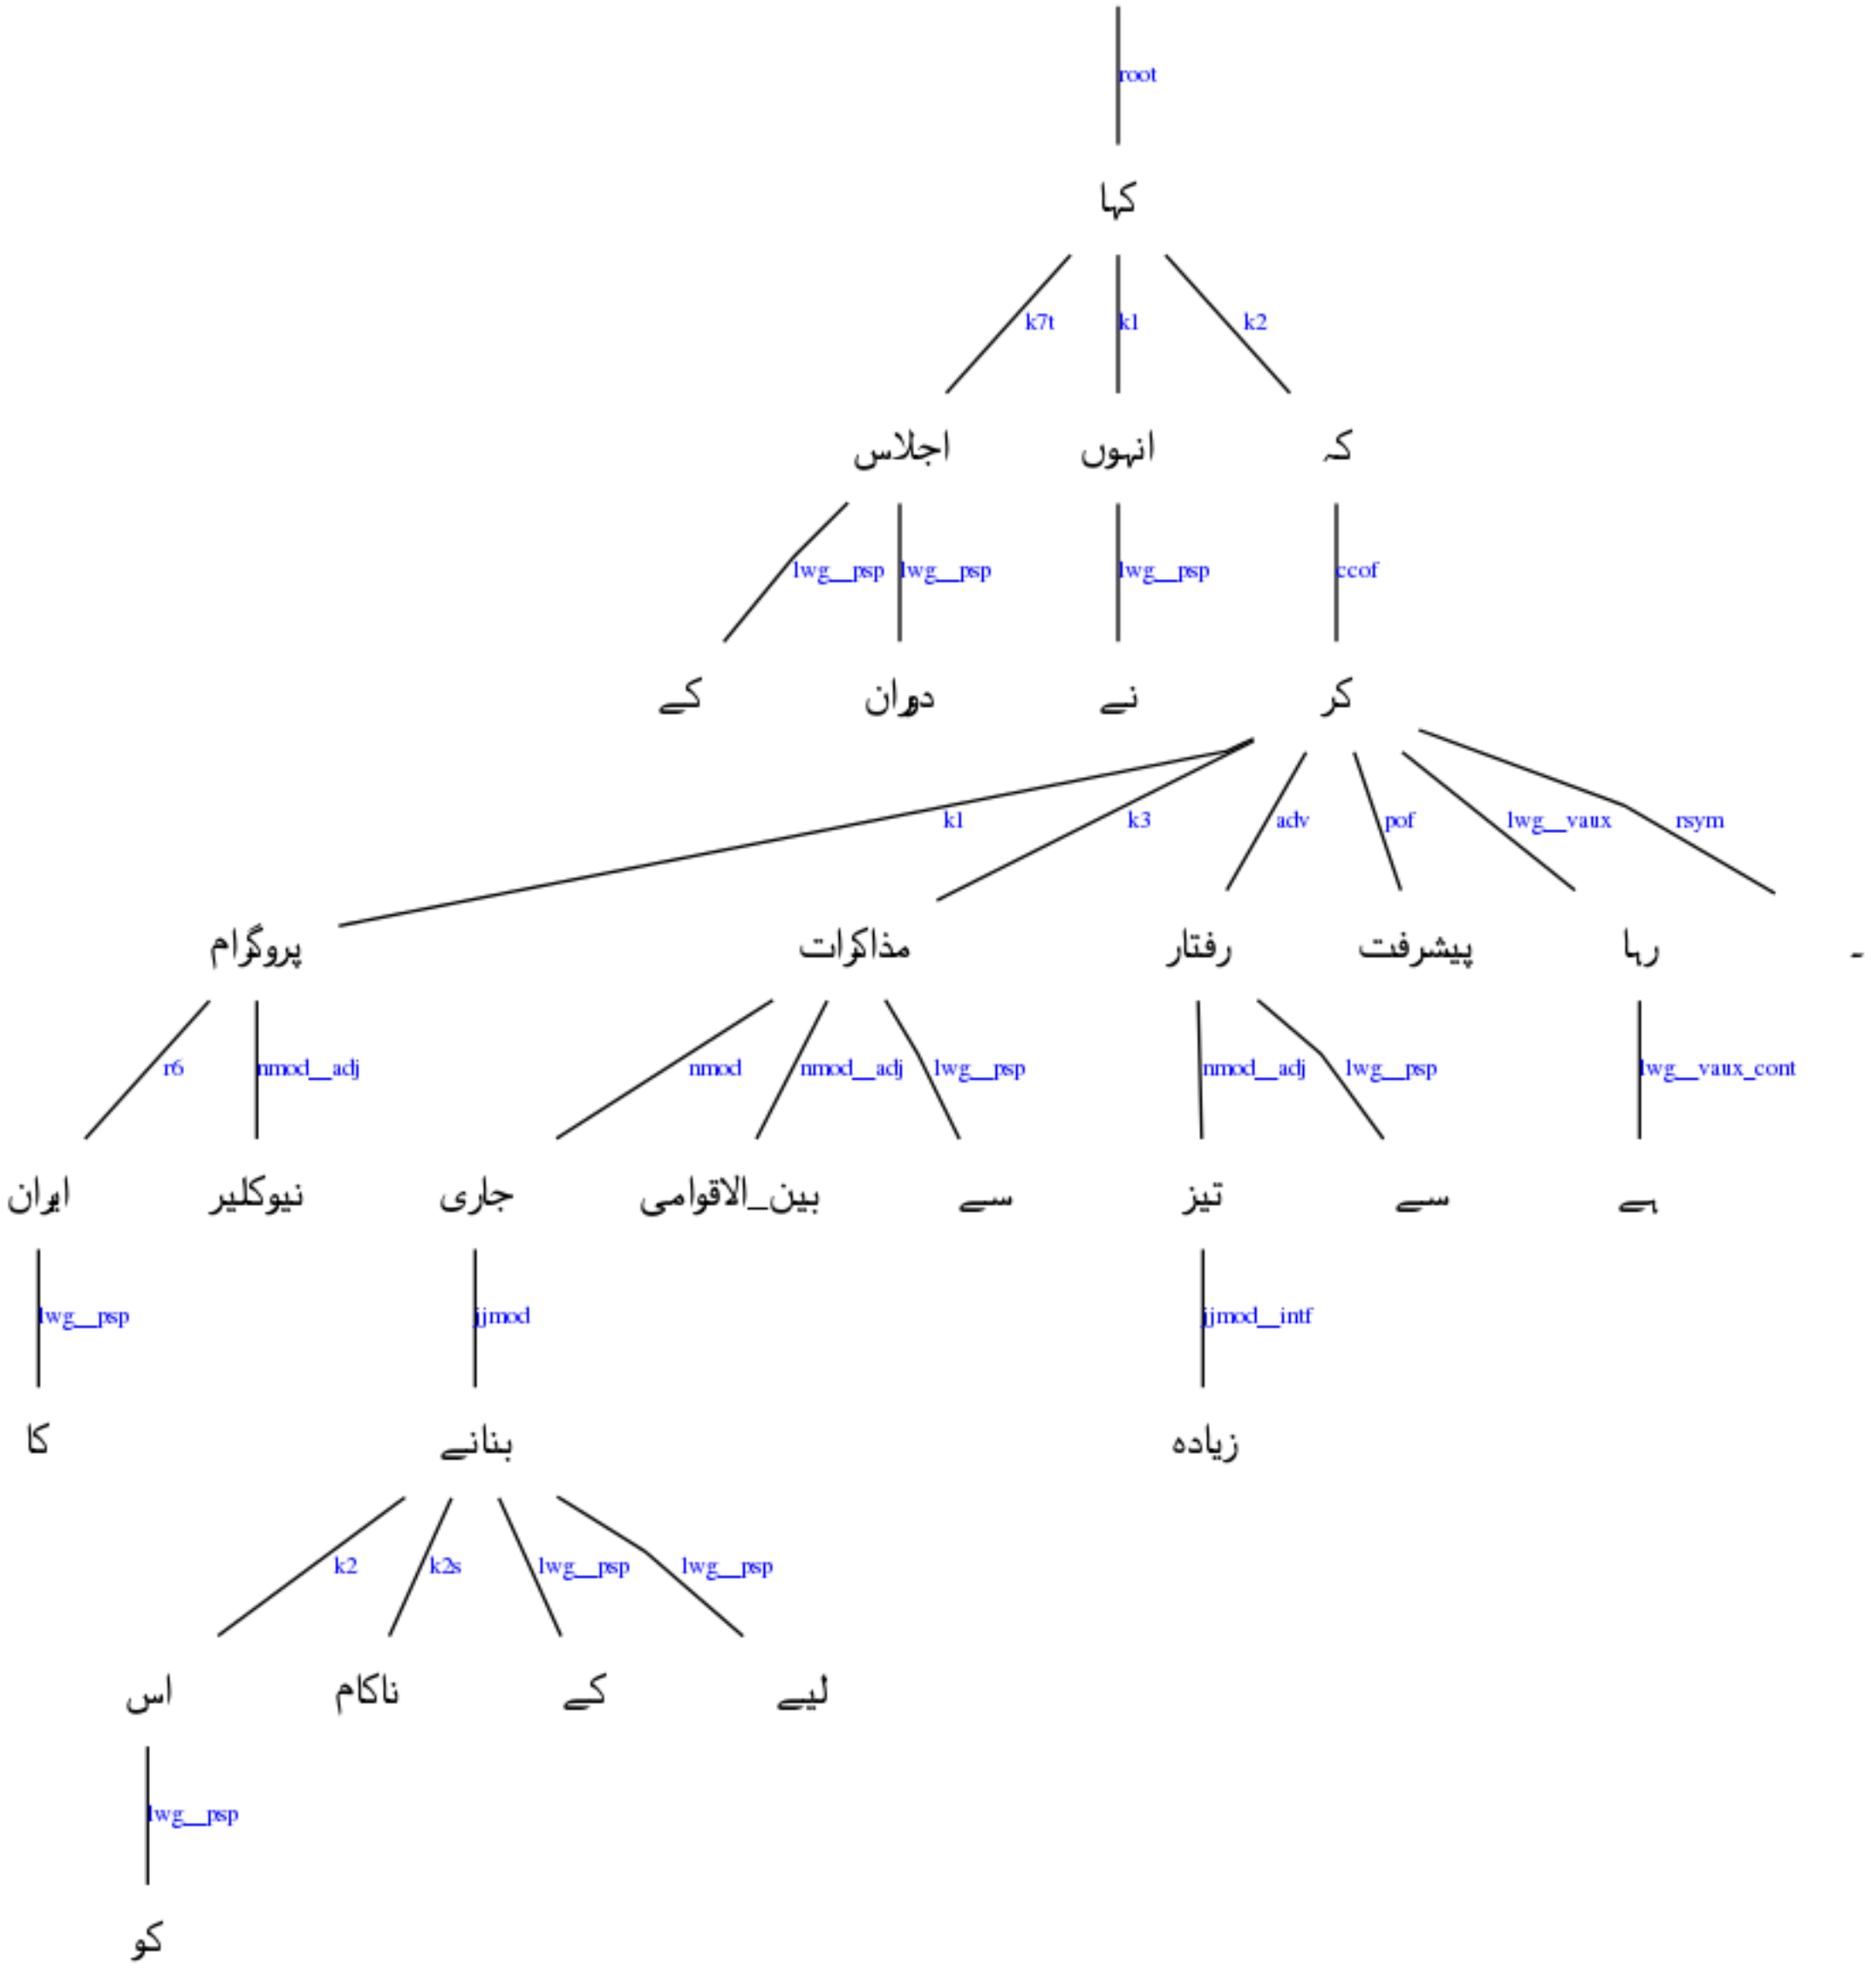 root
کہا
k7t k1 k2
اجلاس انہوں کہ
lwg__psp lwg__psp lwg__psp ccof
کے دوران نے کر
k1 k3 adv pof lwg__vaux rsym
پروگرام مذاکرات رفتار پیشرفت رہا ۔
r6 nmod__adj nmod nmod__adj lwg__psp nmod__adj lwg__psp lwg__vaux_cont
ایران نیوکلیر جاری بین_الاقوامی سے تیز سے ہے
lwg__psp jjmod jjmod__intf
کا بنانے زیادہ
k2 k2s lwg__psp lwg__psp
اس ناکام کے لیے
lwg__psp
کو